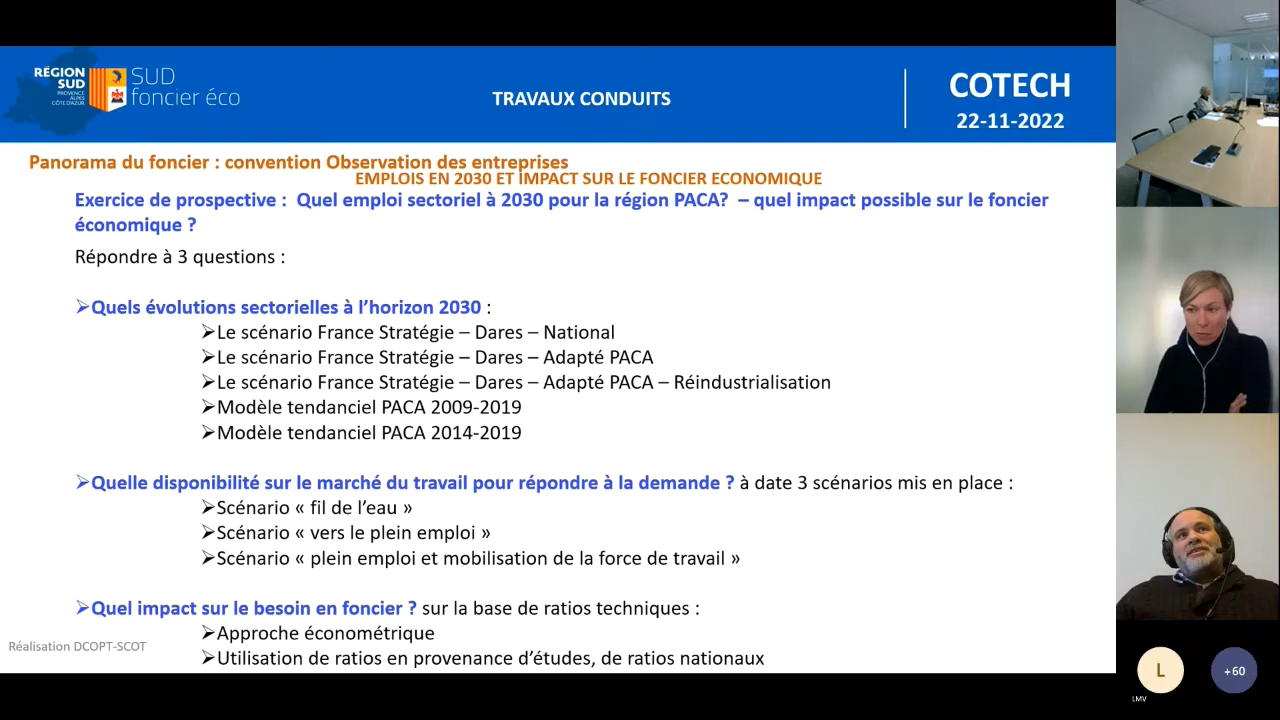 RÉGION
SUD
PROVENCE
ALPES
CÔTE D'AZUR
SUD
foncier éco
TRAVAUX CONDUITS
COTECH
22-11-2022
Panorama du foncier : convention Observation des entreprises
EMPLOIS EN 2030 ET IMPACT SUR LE FONCIER ECONOMIQUE
Exercice de prospective : Quel emploi sectoriel à 2030 pour la région PACA? – quel impact possible sur le foncier
économique ?
Répondre à 3 questions :
➢Quels évolutions sectorielles à l’horizon 2030 :
➢Le scénario France Stratégie – Dares – National
➢Le scénario France Stratégie – Dares – Adapté PACA
➢Le scénario France Stratégie – Dares – Adapté PACA – Réindustrialisation
➢Modèle tendanciel PACA 2009-2019
➢Modèle tendanciel PACA 2014-2019
➢Quelle disponibilité sur le marché du travail pour répondre à la demande ? à date 3 scénarios mis en place :
➢Scénario « fil de l’eau »
➢Scénario « vers le plein emploi »
➢Scénario « plein emploi et mobilisation de la force de travail »
➢Quel impact sur le besoin en foncier ? sur la base de ratios techniques :
➢Approche économétrique
➢Utilisation de ratios en provenance d’études, de ratios nationaux
Réalisation DCOPT-SCOT
L
+60
LMV